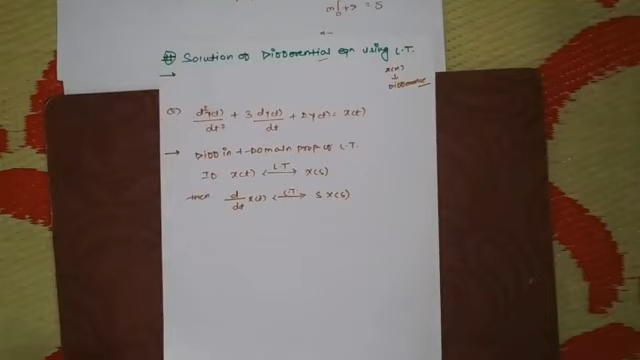 = 5
# Solution of Differential eqn using L.T.
→
x(n)
↓
Difference
Q) d²y(t)/dt² + 3 dy(t)/dt + 2y(t) = x(t)
→ Diff in t-Domain prop of L.T.
If x(t) ←L.T.→ X(s)
then d/dt x(t) ←L.T.→ s X(s)